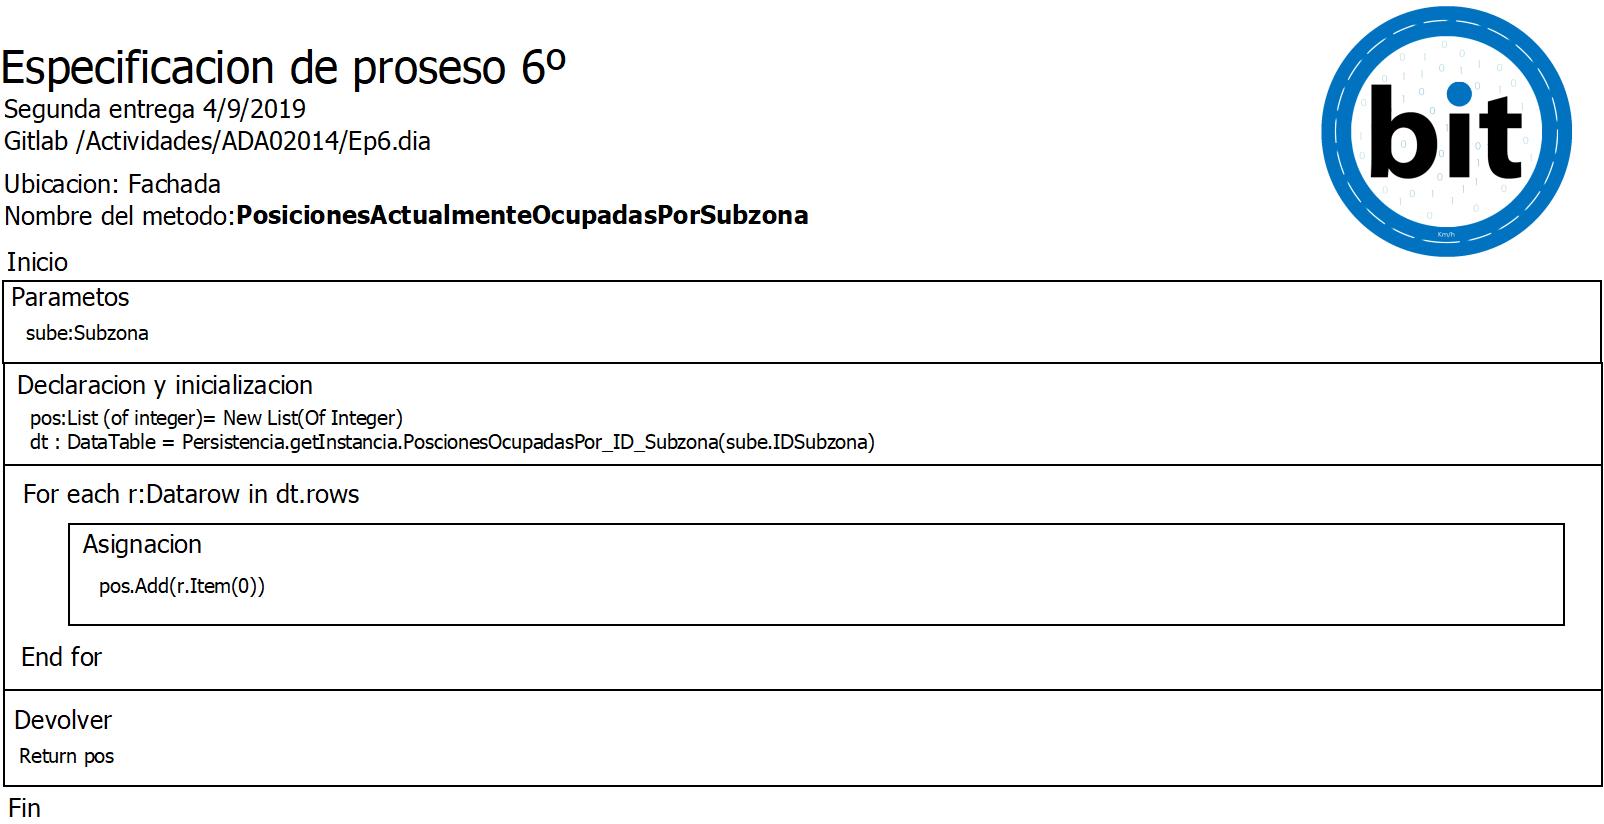 Especificacion de proseso 6º
Segunda entrega 4/9/2019
Gitlab /Actividades/ADA02014/Ep6.dia
Ubicacion: Fachada
Nombre del metodo:PosicionesActualmenteOcupadasPorSubzona
bit
Km/h
Inicio
Parametos
sube:Subzona
Declaracion y inicializacion
pos:List (of integer)= New List(Of Integer)
dt : DataTable = Persistencia.getInstancia.PoscionesOcupadasPor_ID_Subzona(sube.IDSubzona)
For each r:Datarow in dt.rows
Asignacion
pos.Add(r.Item(0))
End for
Devolver
Return pos
Fin